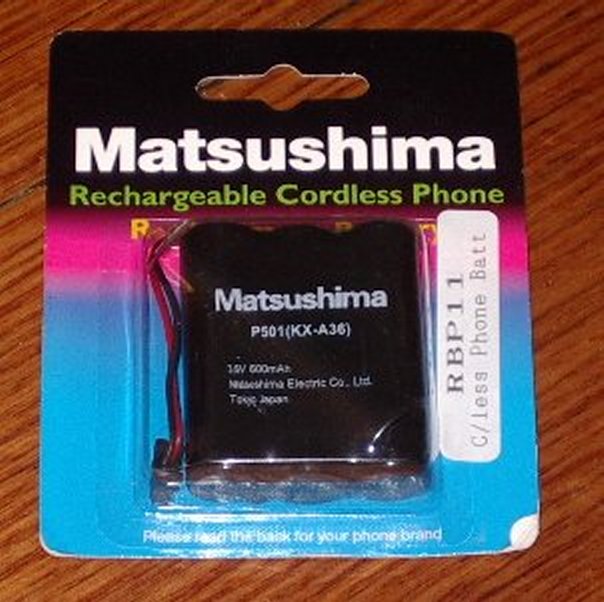 Matsushima
Rechargeable Cordless Phone
Matsushima
P501(KX-A36)
3.6V 600mAh
Matsushima Electric Co., Ltd.
Tokyo Japan
RBP11
C/less Phone Batt
Please read the back for your phone brand